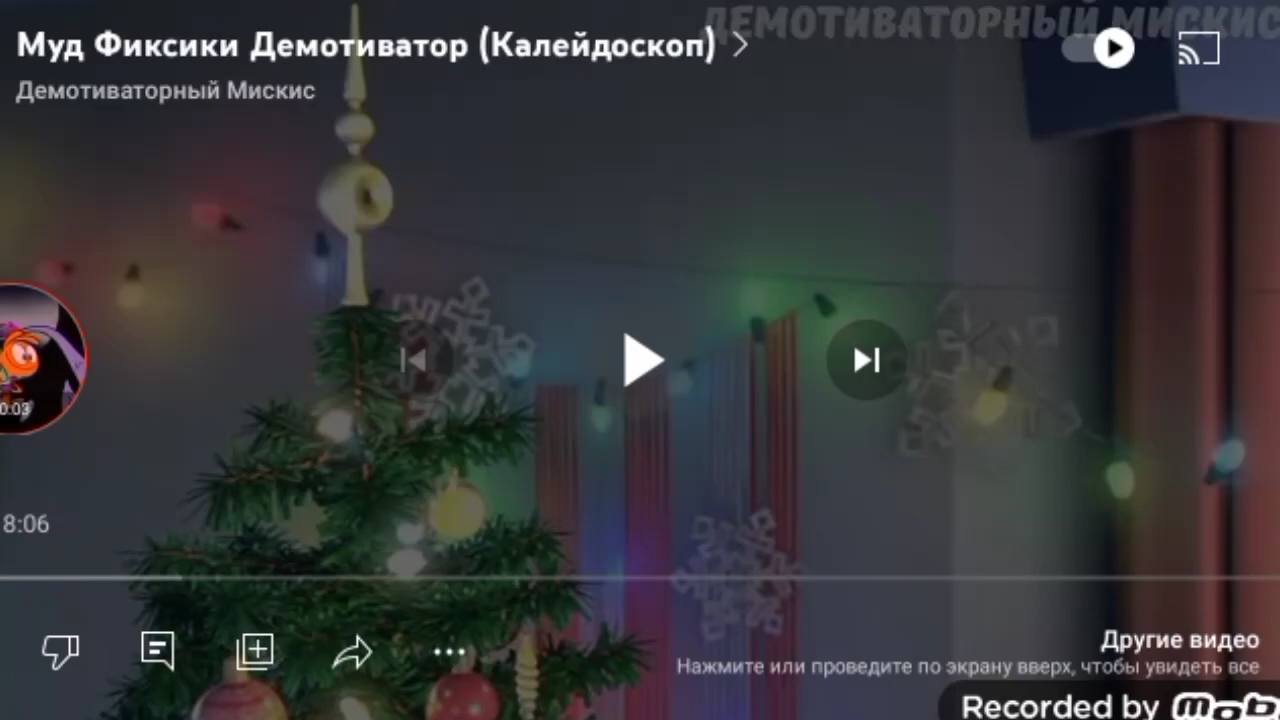 ДЕМОТИВАТОРНЫЙ МИСКИС
Муд Фиксики Демотиватор (Калейдоскоп)
Демотиваторный Мискис
0:03
8:06
Другие видео
Нажмите или проведите по экрану вверх, чтобы увидеть все
Recorded by mob